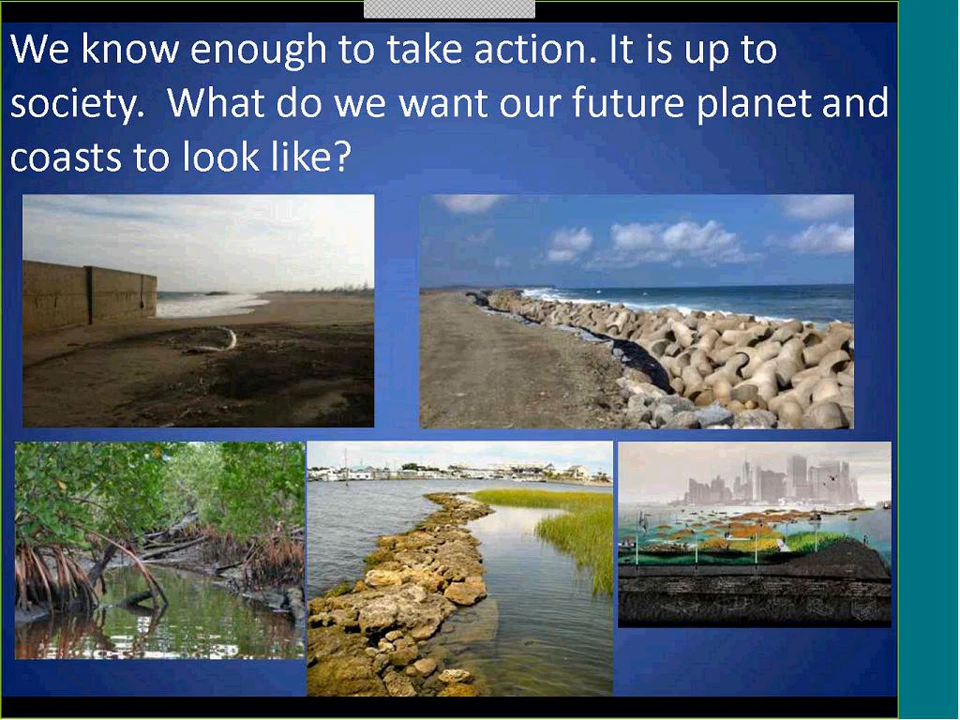 We know enough to take action. It is up to
society.  What do we want our future planet and
coasts to look like?